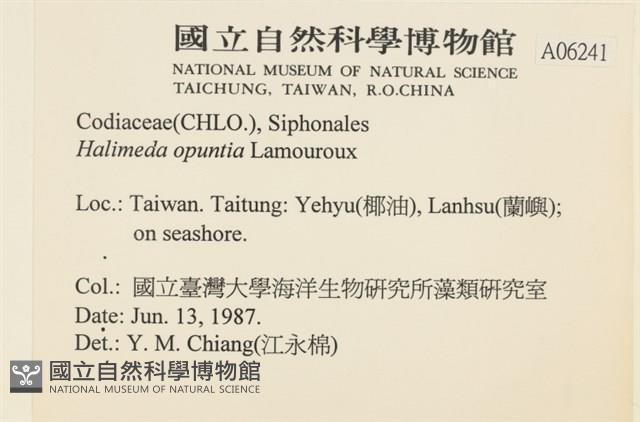 國立自然科學博物館
A06241
NATIONAL MUSEUM OF NATURAL SCIENCE
TAICHUNG, TAIWAN, R.O.CHINA
Codiaceae(CHLO.), Siphonales
Halimeda opuntia Lamouroux
Loc.: Taiwan. Taitung: Yehyu(椰油), Lanhsu(蘭嶼);
on seashore.
Col.: 國立臺灣大學海洋生物研究所藻類研究室
Date: Jun. 13, 1987.
Det.: Y. M. Chiang(江永棉)
國立自然科學博物館
NATIONAL MUSEUM OF NATURAL SCIENCE